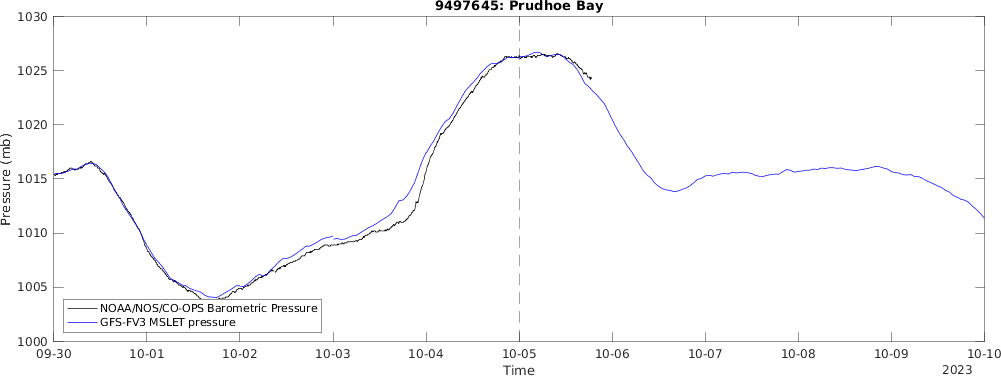 9497645: Prudhoe Bay
Pressure (mb)
1030
1025
1020
1015
1010
1005
1000
NOAA/NOS/CO-OPS Barometric Pressure
GFS-FV3 MSLET pressure
09-30 10-01 10-02 10-03 10-04 10-05 10-06 10-07 10-08 10-09 10-10
Time
2023